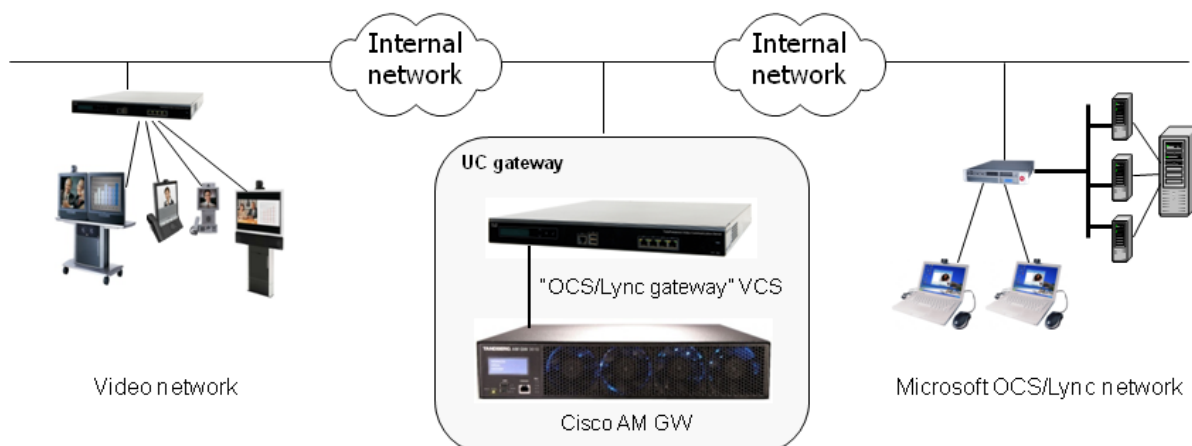 Internal
network
Internal
network
UC gateway
"OCS/Lync gateway" VCS
TANDBERG
Video network
Cisco AM GW
Microsoft OCS/Lync network